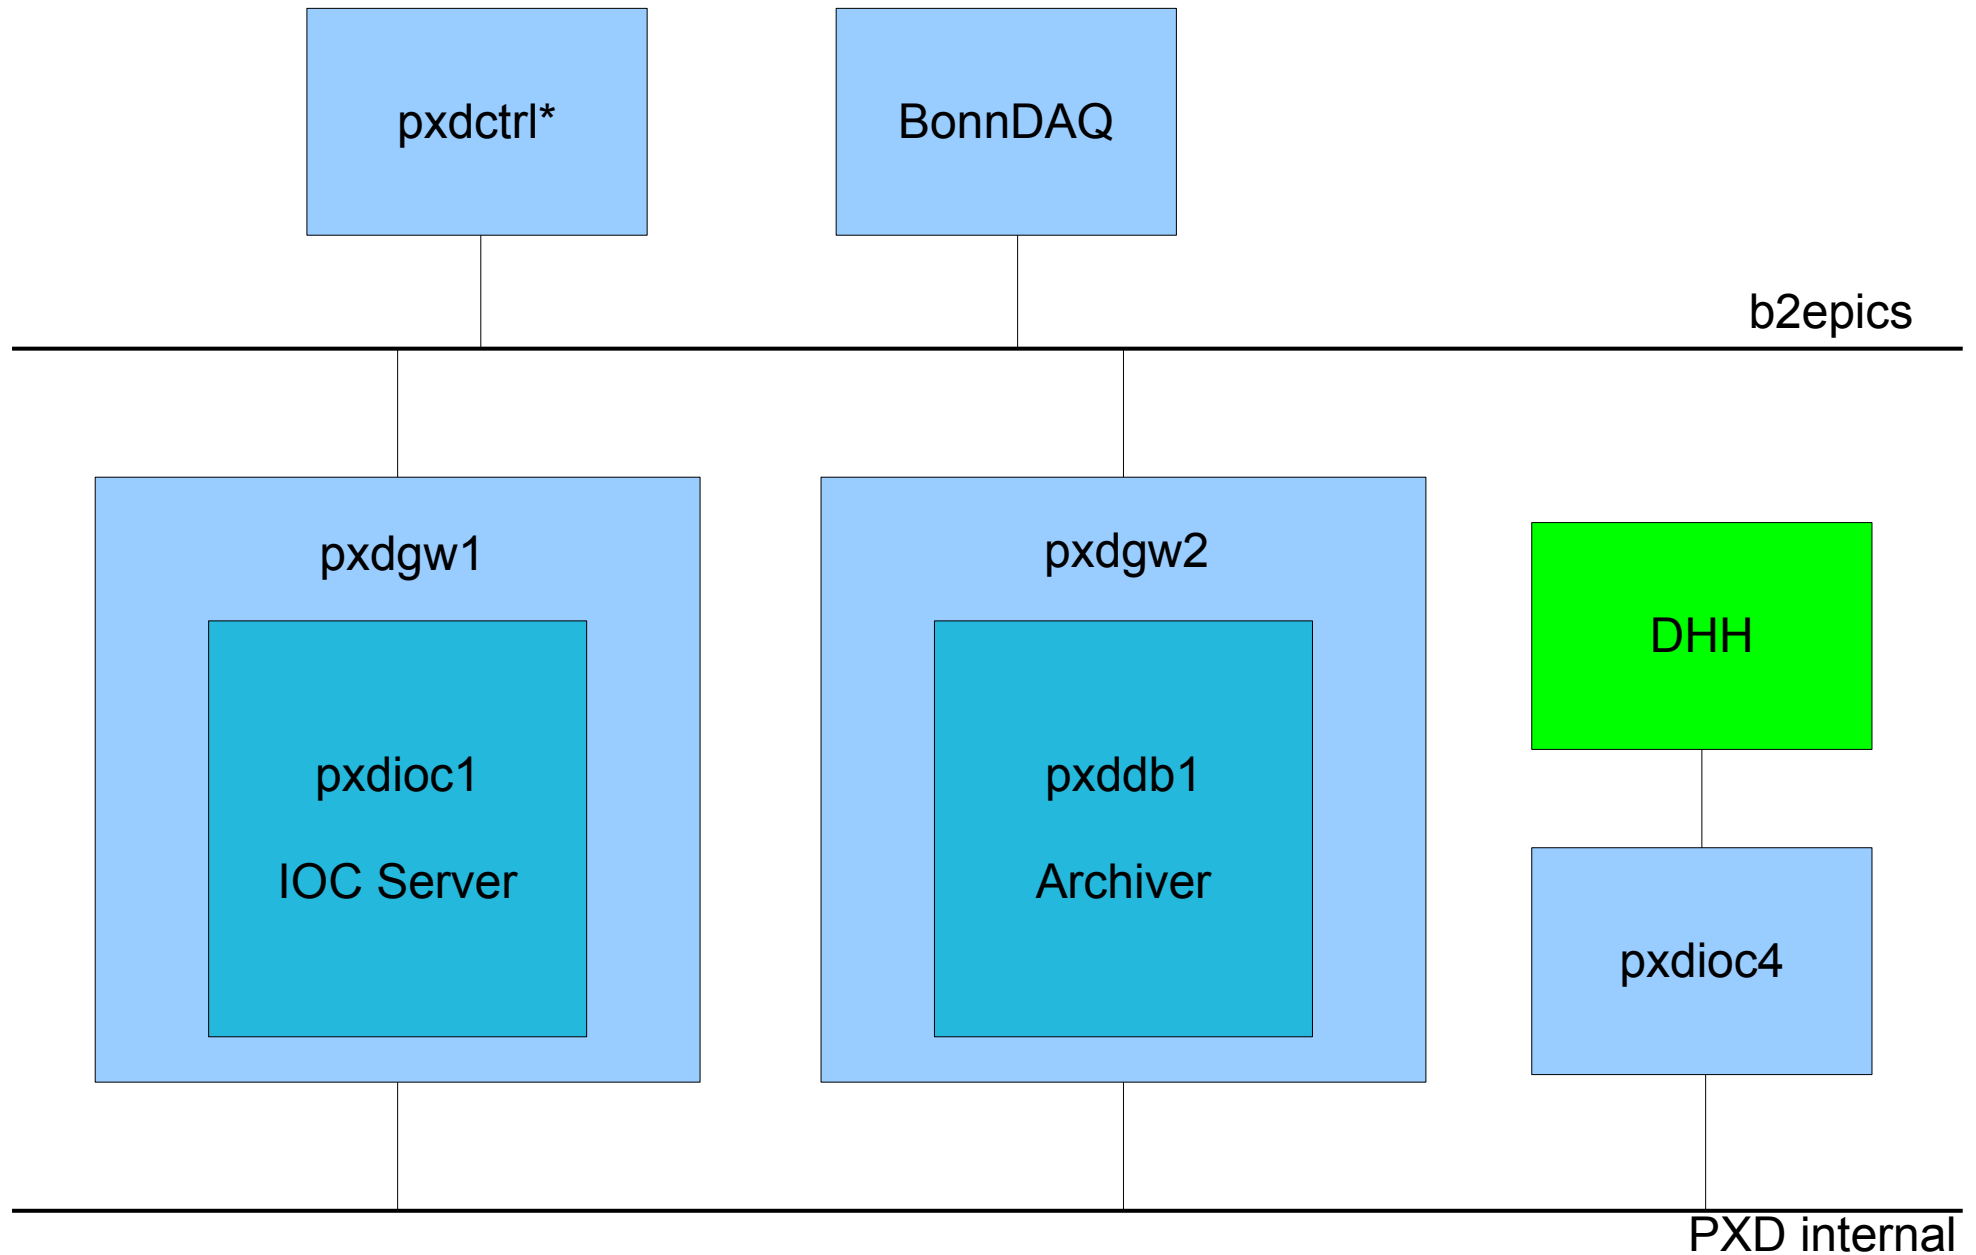 pxdctrl*
BonnDAQ
b2epics
pxdgw1
pxdgw2
DHH
pxdioc1
IOC Server
pxddb1
Archiver
pxdioc4
PXD internal